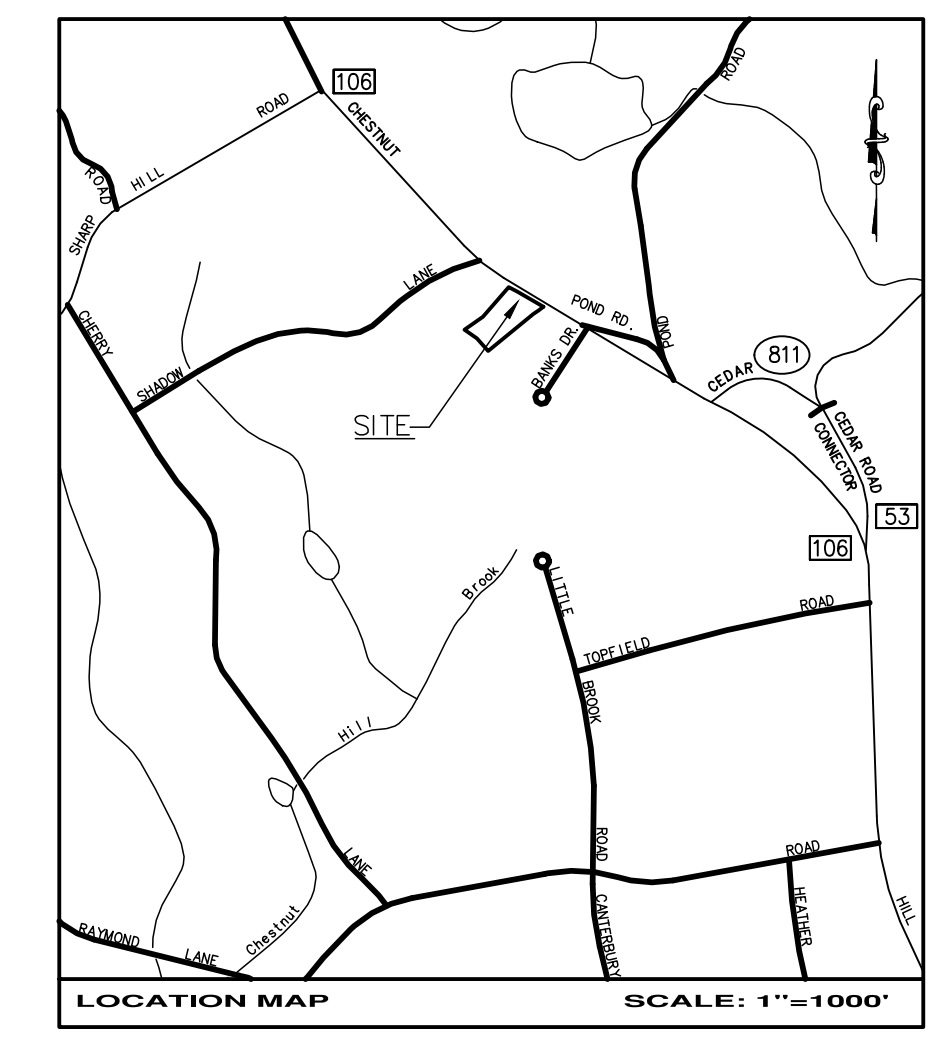 106
ROAD
CHESTNUT
ROAD
HILL
ROAD
SHARP
LANE
POND RD.
POND
CHERRY
BANKS DR.
811
CEDAR
SHADOW
SITE
CEDAR ROAD
CONNECTOR
53
106
Brook
LITTLE
ROAD
TOPFIELD
BROOK
Hill
ROAD
ROAD
LANE
HEATHER
HILL
CANTERBURY
Chestnut
RAYMOND
LANE
LOCATION MAP
SCALE: 1"=1000'